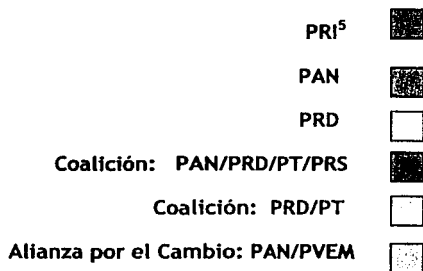 PRI⁵
PAN
PRD
Coalición: PAN/PRD/PT/PRS
Coalición: PRD/PT
Alianza por el Cambio: PAN/PVEM